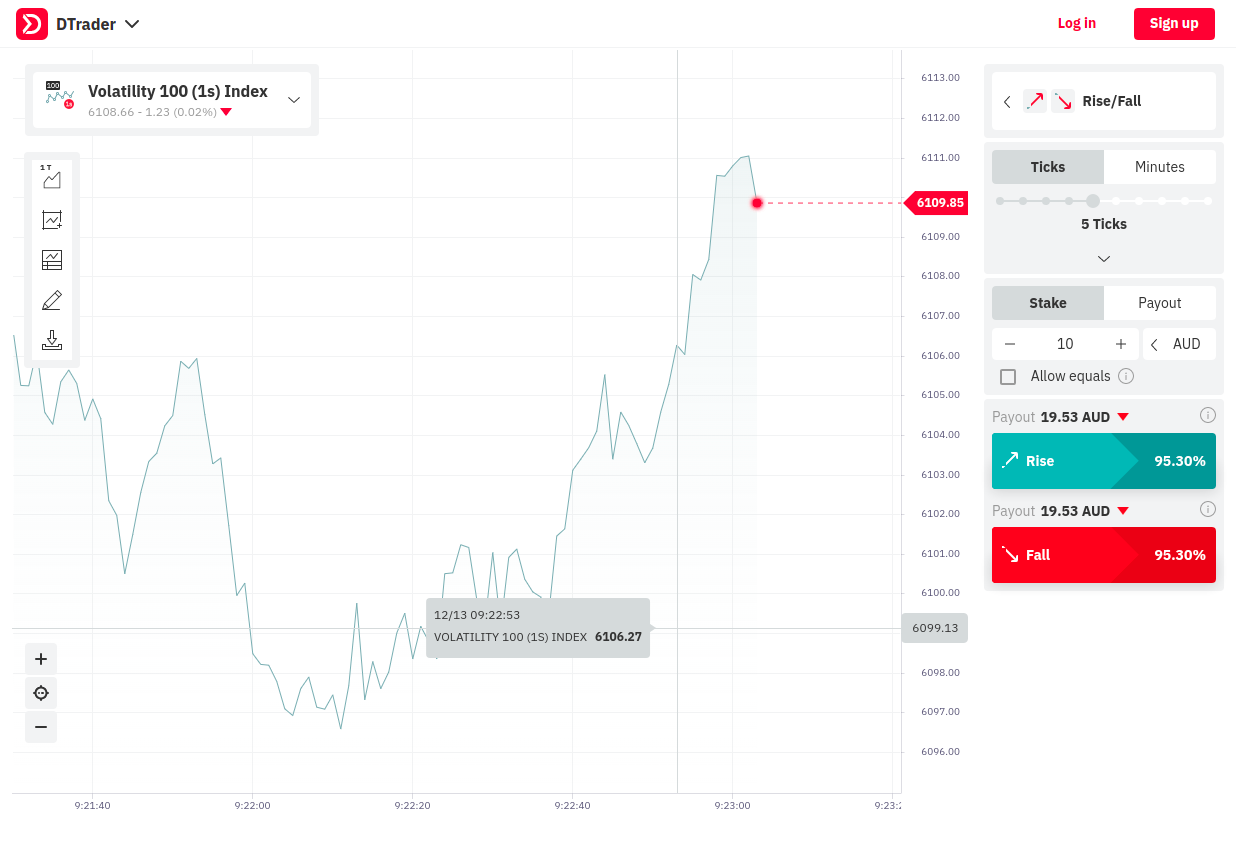 DTrader
Log in
Sign up
100
1s
Volatility 100 (1s) Index
6108.66 - 1.23 (0.02%)
1 T
6113.00
6112.00
6111.00
6109.85
6109.00
6108.00
6107.00
6106.00
6105.00
6104.00
6103.00
6102.00
6101.00
6100.00
6099.13
6098.00
6097.00
6096.00
12/13 09:22:53
VOLATILITY 100 (1S) INDEX 6106.27
9:21:40
9:22:00
9:22:20
9:22:40
9:23:00
9:23:2
Rise/Fall
Ticks
Minutes
5 Ticks
Stake
Payout
− 10 +
AUD
Allow equals
Payout 19.53 AUD
Rise
95.30%
Payout 19.53 AUD
Fall
95.30%